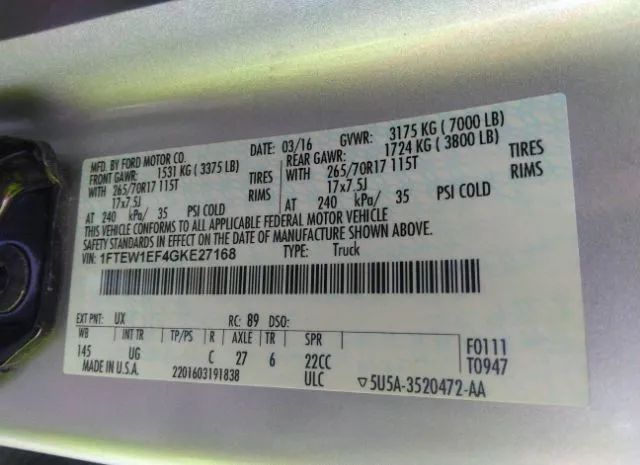 MFD. BY FORD MOTOR CO. DATE: 03/16 GVWR: 3175 KG ( 7000 LB)
FRONT GAWR: 1531 KG ( 3375 LB) REAR GAWR: 1724 KG ( 3800 LB)
WITH 265/70R17 115T TIRES WITH 265/70R17 115T TIRES
17x7.5J RIMS 17x7.5J RIMS
AT 240 kPa/ 35 PSI COLD AT 240 kPa/ 35 PSI COLD
THIS VEHICLE CONFORMS TO ALL APPLICABLE FEDERAL MOTOR VEHICLE
SAFETY STANDARDS IN EFFECT ON THE DATE OF MANUFACTURE SHOWN ABOVE.
VIN: 1FTEW1EF4GKE27168 TYPE: Truck
EXT PNT: UX RC: 89 DSO:
WB INT TR TP/PS R AXLE TR SPR
145 UG C 27 6 22CC F0111
MADE IN U.S.A. 2201603191838 ULC ▽5U5A-3520472-AA T0947